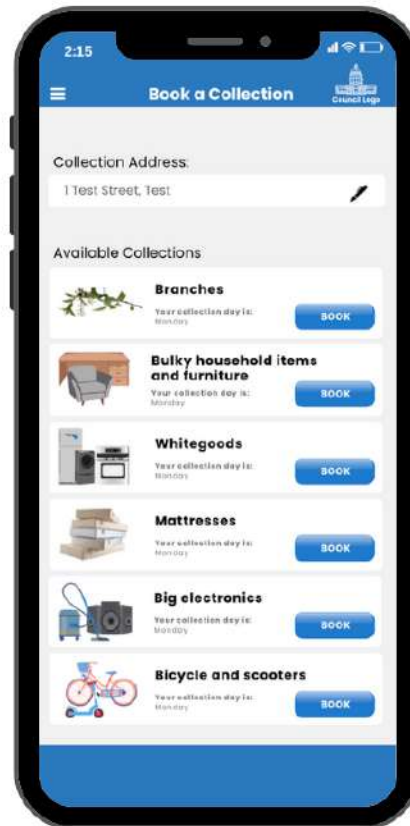 2:15
Book a Collection
Council Logo
Collection Address:
1 Test Street, Test
Available Collections
Branches
Your collection day is:
Monday
BOOK
Bulky household items
and furniture
Your collection day is:
Monday
BOOK
Whitegoods
Your collection day is:
Monday
BOOK
Mattresses
Your collection day is:
Monday
BOOK
Big electronics
Your collection day is:
Monday
BOOK
Bicycle and scooters
Your collection day is:
Monday
BOOK